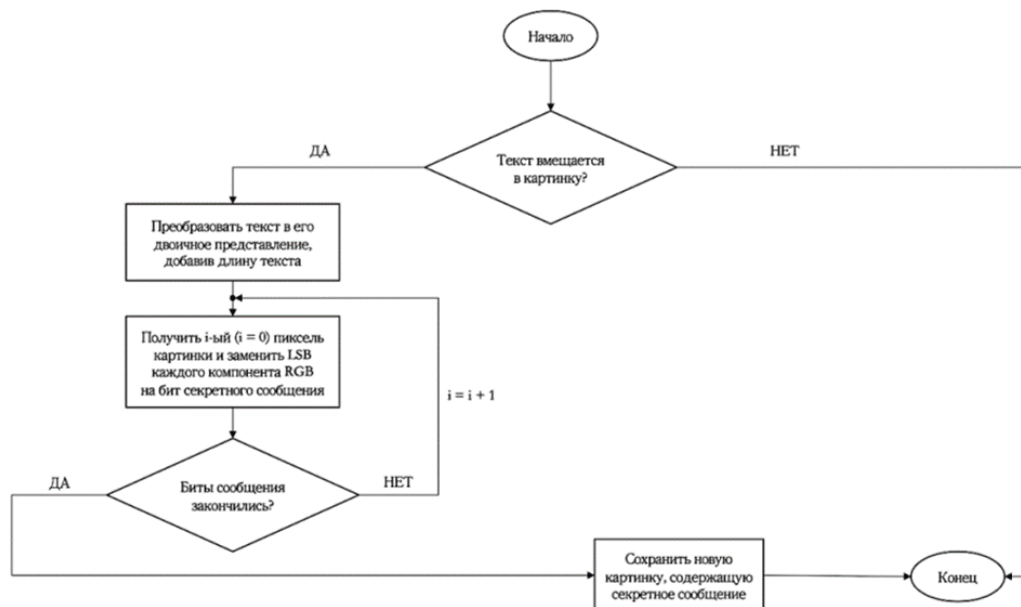 Начало
ДА
Текст вмещается
в картинку?
НЕТ
Преобразовать текст в его
двоичное представление,
добавив длину текста
Получить i-ый (i = 0) пиксель
картинки и заменить LSB
каждого компонента RGB
на бит секретного сообщения
i = i + 1
ДА
Биты сообщения
закончились?
НЕТ
Сохранить новую
картинку, содержащую
секретное сообщение
Конец